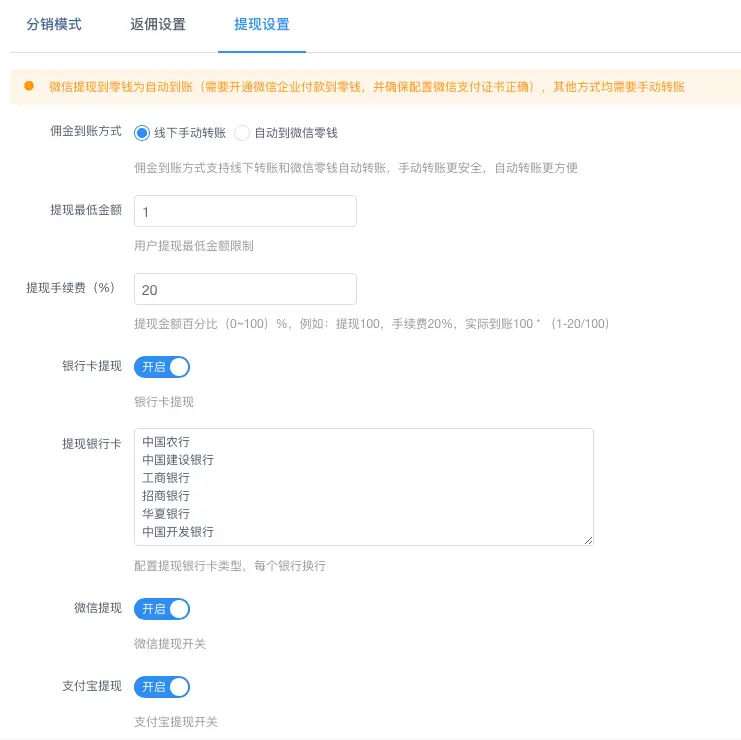 分销模式 返佣设置 提现设置
微信提现到零钱为自动到账（需要开通微信企业付款到零钱，并确保配置微信支付证书正确），其他方式均需要手动转账
佣金到账方式 线下手动转账 自动到微信零钱
佣金到账方式支持线下转账和微信零钱自动转账，手动转账更安全，自动转账更方便
提现最低金额 1
用户提现最低金额限制
提现手续费（%） 20
提现金额百分比（0~100）%，例如：提现100，手续费20%，实际到账100 *（1-20/100）
银行卡提现 开启
银行卡提现
提现银行卡 中国农行
中国建设银行
工商银行
招商银行
华夏银行
中国开发银行
配置提现银行卡类型，每个银行换行
微信提现 开启
微信提现开关
支付宝提现 开启
支付宝提现开关